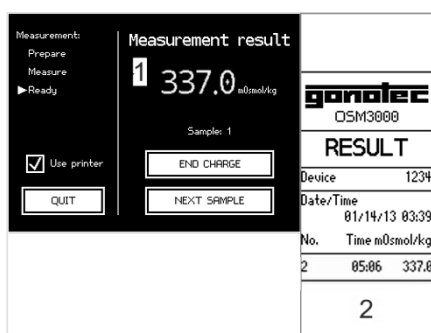 Measurement:
Prepare
Measure
Ready
Measurement result
1
337.0 mOsmol/kg
Sample: 1
Use printer
END CHARGE
QUIT
NEXT SAMPLE
gonotec
OSM3000
RESULT
Device 1234
Date/Time
01/14/13 03:39
No. Time mOsmol/kg
2 05:06 337.0
2